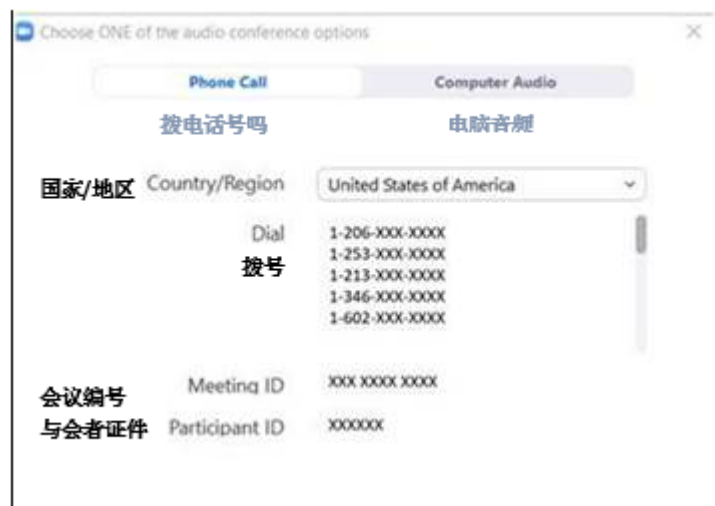 Choose ONE of the audio conference options
Phone Call Computer Audio
拨电话号吗 电脑音频
国家/地区 Country/Region United States of America
Dial 1-206-XXX-XXXX
拨号 1-253-XXX-XXXX
1-213-XXX-XXXX
1-346-XXX-XXXX
1-602-XXX-XXXX
会议编号 Meeting ID XXX XXXX XXXX
与会者证件 Participant ID XXXXXX